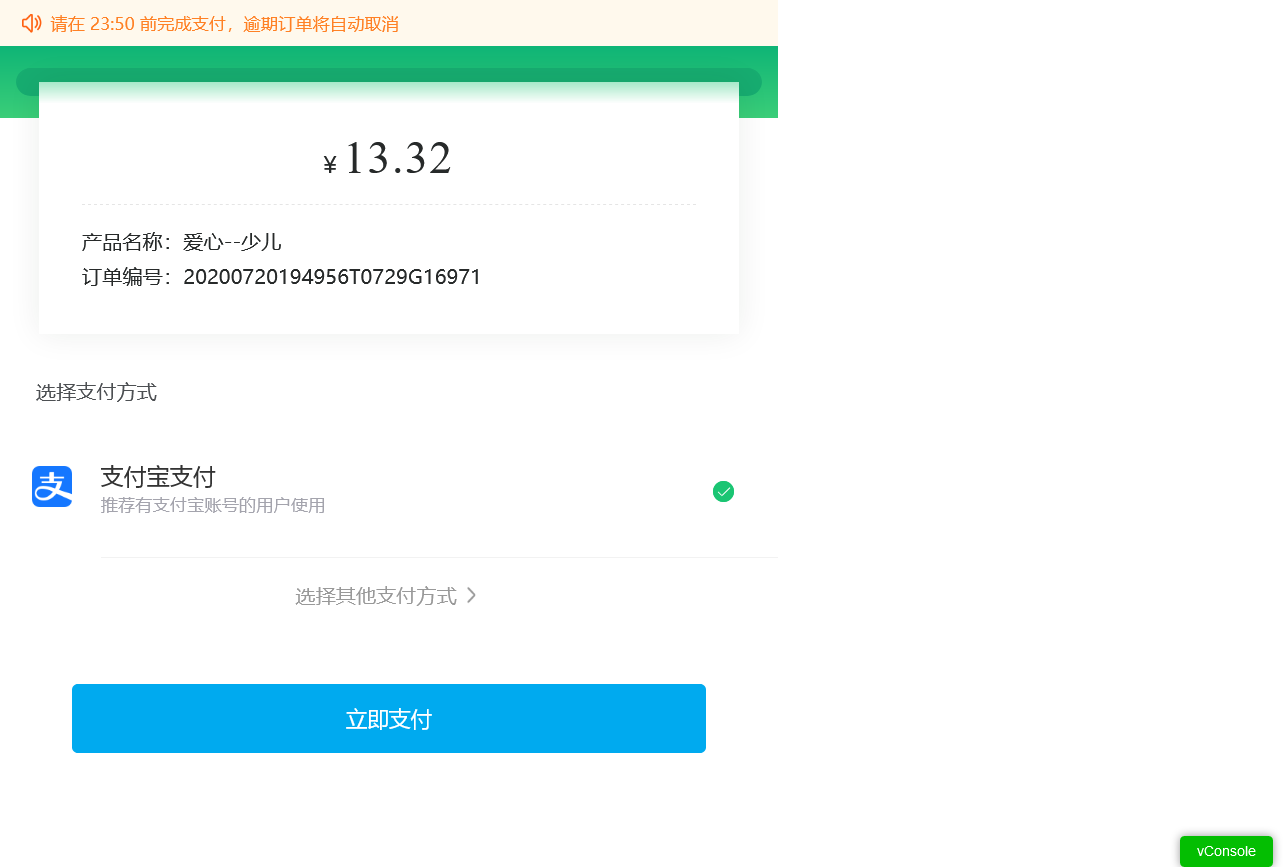 请在 23:50 前完成支付，逾期订单将自动取消
¥ 13.32
产品名称：爱心--少儿
订单编号：20200720194956T0729G16971
选择支付方式
支
支付宝支付
推荐有支付宝账号的用户使用
选择其他支付方式
立即支付
vConsole